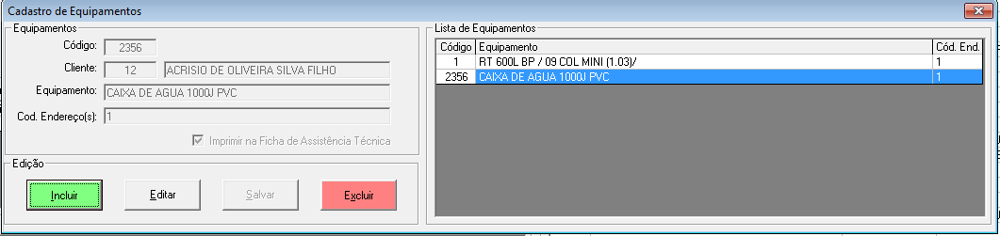 Cadastro de Equipamentos
Equipamentos
Código: 2356
Cliente: 12 ACRISIO DE OLIVEIRA SILVA FILHO
Equipamento: CAIXA DE AGUA 1000J PVC
Cod. Endereço(s): 1
Imprimir na Ficha de Assistência Técnica
Edição
Incluir Editar Salvar Excluir
Lista de Equipamentos
Código Equipamento Cód. End.
1 RT 600L BP / 09 COL MINI (1.03)/ 1
2356 CAIXA DE AGUA 1000J PVC 1